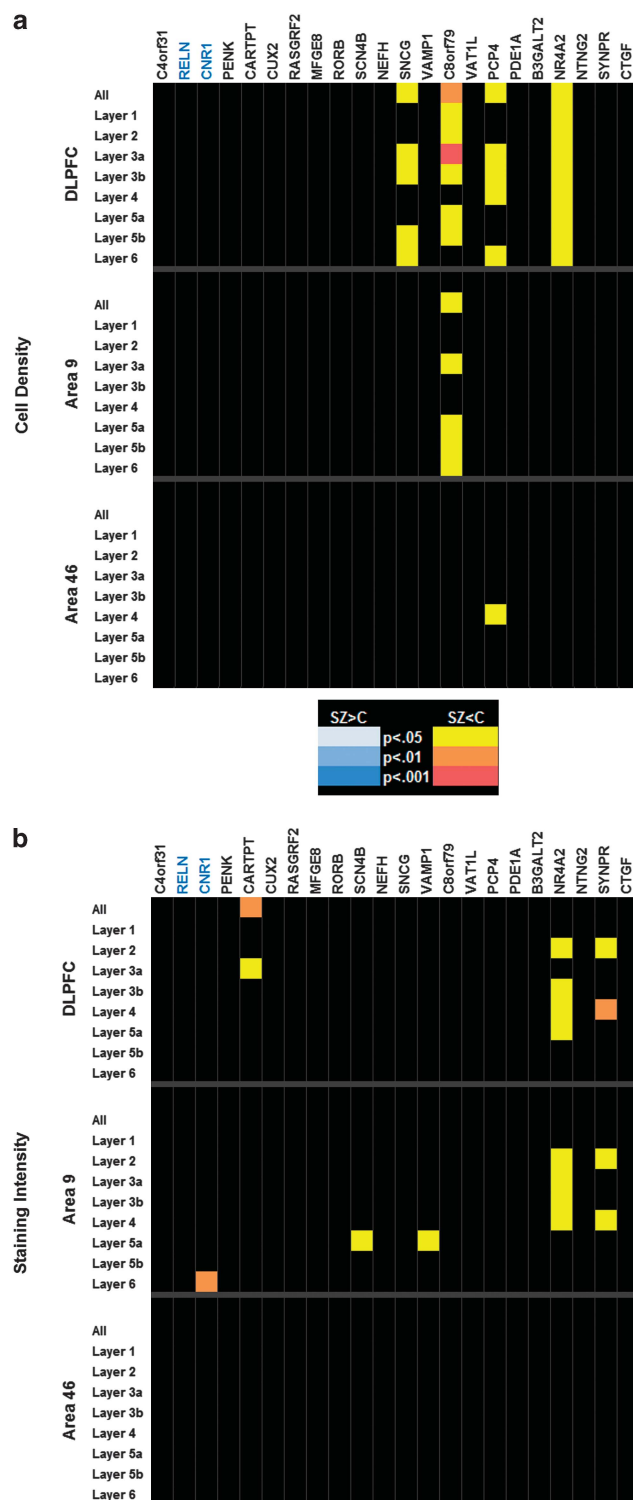 a
C4orf31 RELN CNR1 PENK CARTPT CUX2 RASGRF2 MFGE8 RORB SCN4B NEFH SNCG VAMP1 C8orf79 VAT1L PCP4 PDE1A B3GALT2 NR4A2 NTNG2 SYNPR CTGF
Cell Density
DLPFC
All
Layer 1
Layer 2
Layer 3a
Layer 3b
Layer 4
Layer 5a
Layer 5b
Layer 6
Area 9
All
Layer 1
Layer 2
Layer 3a
Layer 3b
Layer 4
Layer 5a
Layer 5b
Layer 6
Area 46
All
Layer 1
Layer 2
Layer 3a
Layer 3b
Layer 4
Layer 5a
Layer 5b
Layer 6
SZ>C SZ<C
p<.05
p<.01
p<.001
b
C4orf31 RELN CNR1 PENK CARTPT CUX2 RASGRF2 MFGE8 RORB SCN4B NEFH SNCG VAMP1 C8orf79 VAT1L PCP4 PDE1A B3GALT2 NR4A2 NTNG2 SYNPR CTGF
Staining Intensity
DLPFC
All
Layer 1
Layer 2
Layer 3a
Layer 3b
Layer 4
Layer 5a
Layer 5b
Layer 6
Area 9
All
Layer 1
Layer 2
Layer 3a
Layer 3b
Layer 4
Layer 5a
Layer 5b
Layer 6
Area 46
All
Layer 1
Layer 2
Layer 3a
Layer 3b
Layer 4
Layer 5a
Layer 5b
Layer 6